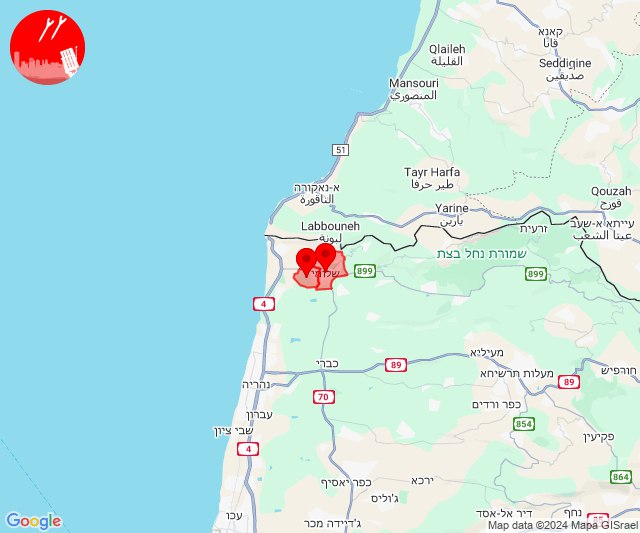 קאנא
قانا
Qlaileh
القليلة
Seddiqine
صديقين
Mansouri
المنصوري
51
Tayr Harfa
طير حرفا
א-נאקורה
الناقورة
Qouzah
قوزح
Yarine
يارين
Labbouneh
لبونة
זרעית
עייתא א-שעב
عيتا الشعب
שמורת נחל בצת
שלומי
899
899
4
מעיליא
כברי
89
חורפיש
מעלות תרשיחא
89
נהריה
70
כפר ורדים
עברון
854
שבי ציון
פקיעין
4
864
כפר יאסיף
ירכא
ג'וליס
עכו
ג'דיידה מכר
דיר אל-אסד
נחף
85
Google
Map data ©2024 Mapa GISrael